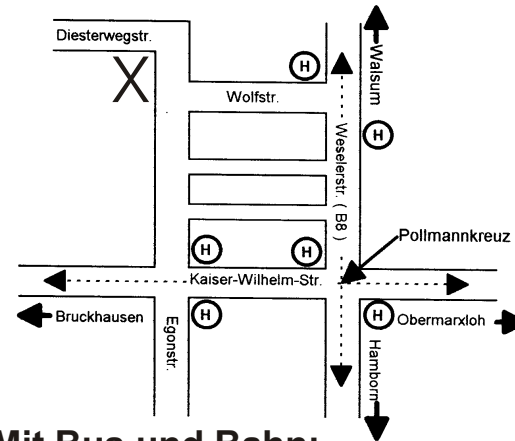 Diesterwegstr.
X
H
Walsum
Wolfstr.
H
Weselerstr. ( B8 )
Pollmannkreuz
H
H
Kaiser-Wilhelm-Str.
Bruckhausen
H
H
Obermarxloh
Egonstr.
Hamborn
Mit Bus und Bahn: